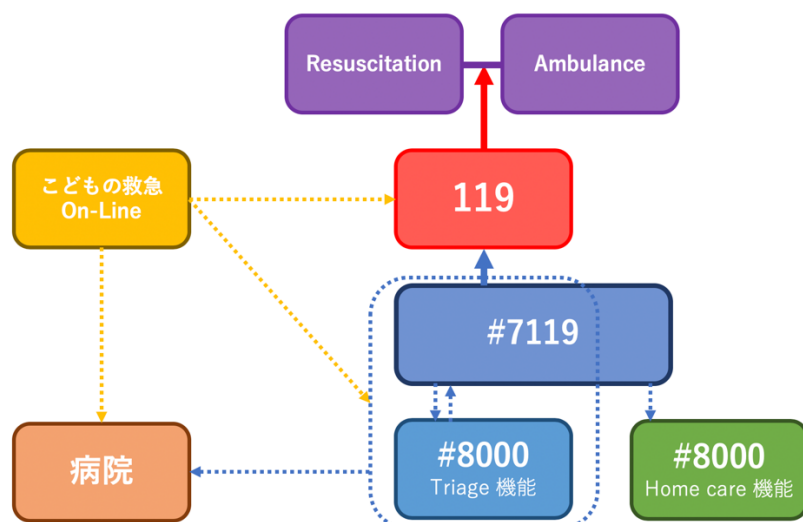 Resuscitation
Ambulance
こどもの救急
On-Line
119
#7119
病院
#8000
Triage 機能
#8000
Home care 機能